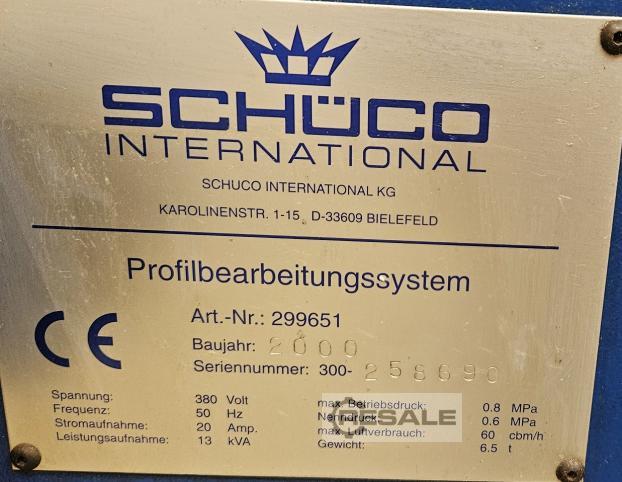 SCHÜCO
INTERNATIONAL
SCHUCO INTERNATIONAL KG
KAROLINENSTR. 1-15 D-33609 BIELEFELD
Profilbearbeitungssystem
CE
Art.-Nr.: 299651
Baujahr: 2000
Seriennummer: 300-258690
Spannung: 380 Volt
Frequenz: 50 Hz
Stromaufnahme: 20 Amp.
Leistungsaufnahme: 13 kVA
max. Betriebsdruck: 0.8 MPa
Nenndruck: 0.6 MPa
max. Luftverbrauch: 60 cbm/h
Gewicht: 6.5 t
RESALE